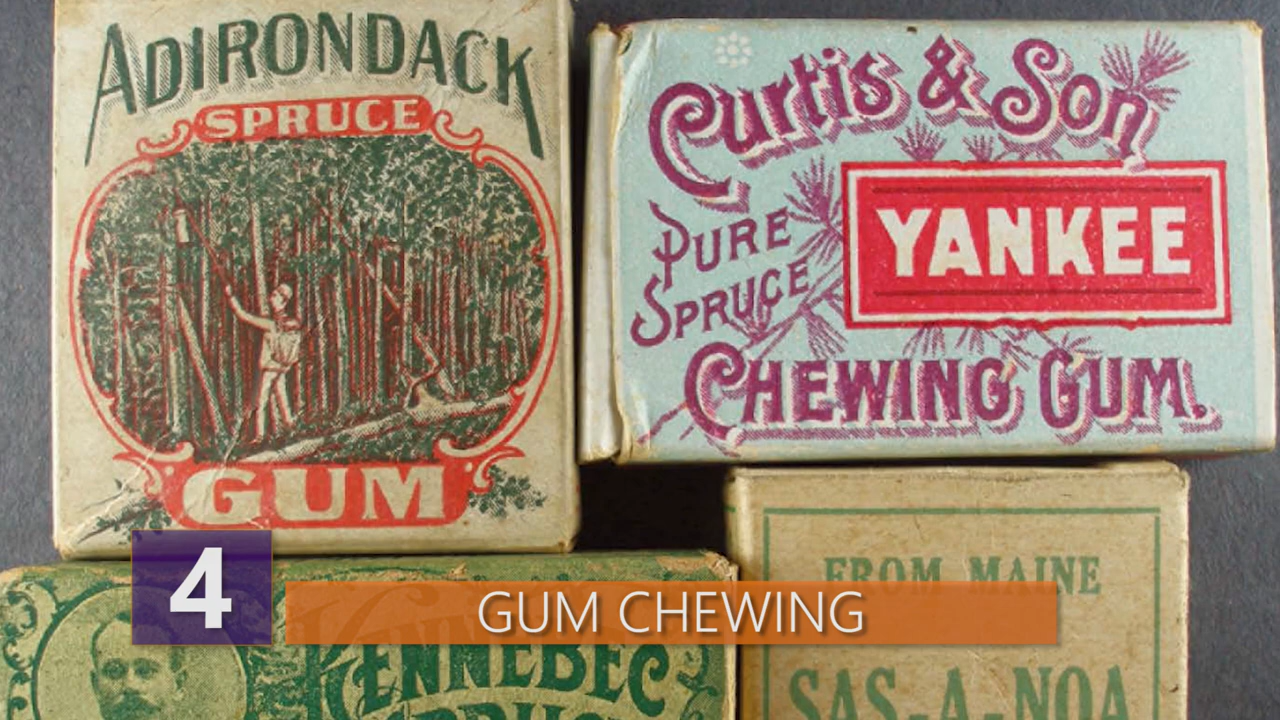 ADIRONDACK
SPRUCE
GUM
Curtis & Son
PURE
SPRUCE
YANKEE
CHEWING GUM.
4
GUM CHEWING
KENNEBEC
FROM MAINE
SAS-A-NOA